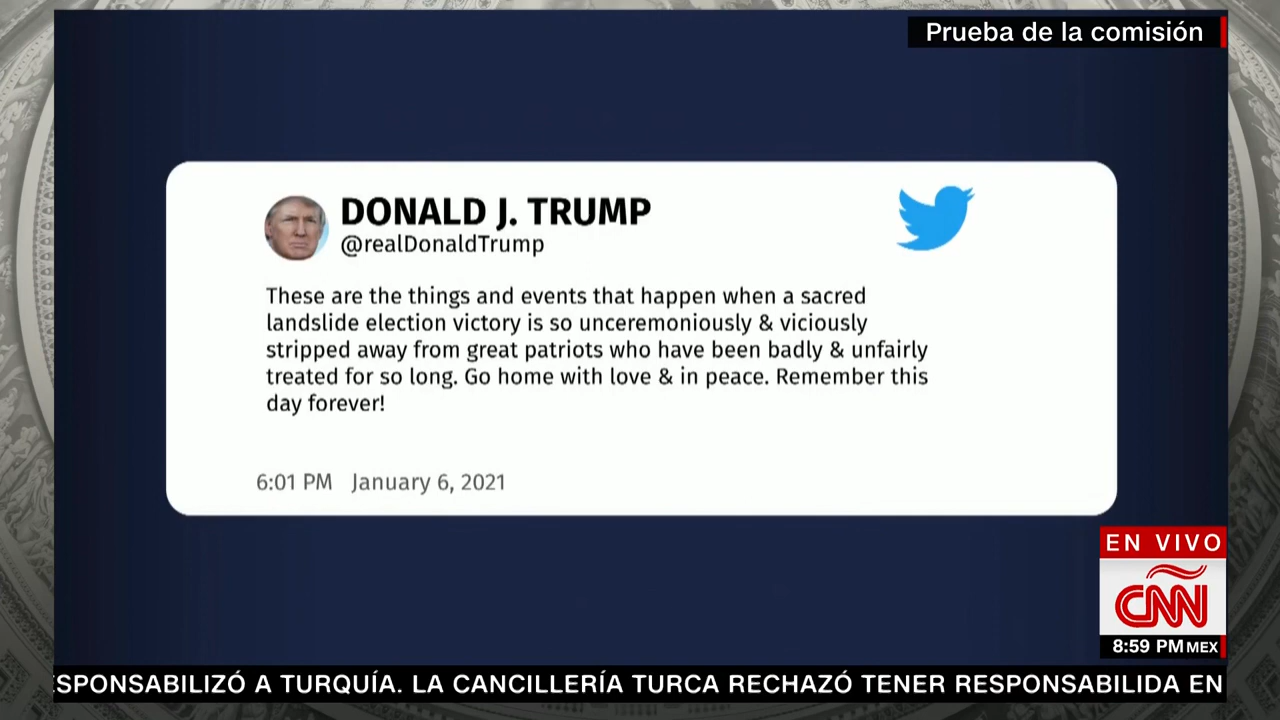 Prueba de la comisión
DONALD J. TRUMP
@realDonaldTrump
These are the things and events that happen when a sacred
landslide election victory is so unceremoniously & viciously
stripped away from great patriots who have been badly & unfairly
treated for so long. Go home with love & in peace. Remember this
day forever!
6:01 PM January 6, 2021
EN VIVO
CNN
8:59 PM MEX
SPONSABILIZÓ A TURQUÍA. LA CANCILLERÍA TURCA RECHAZÓ TENER RESPONSABILIDA EN